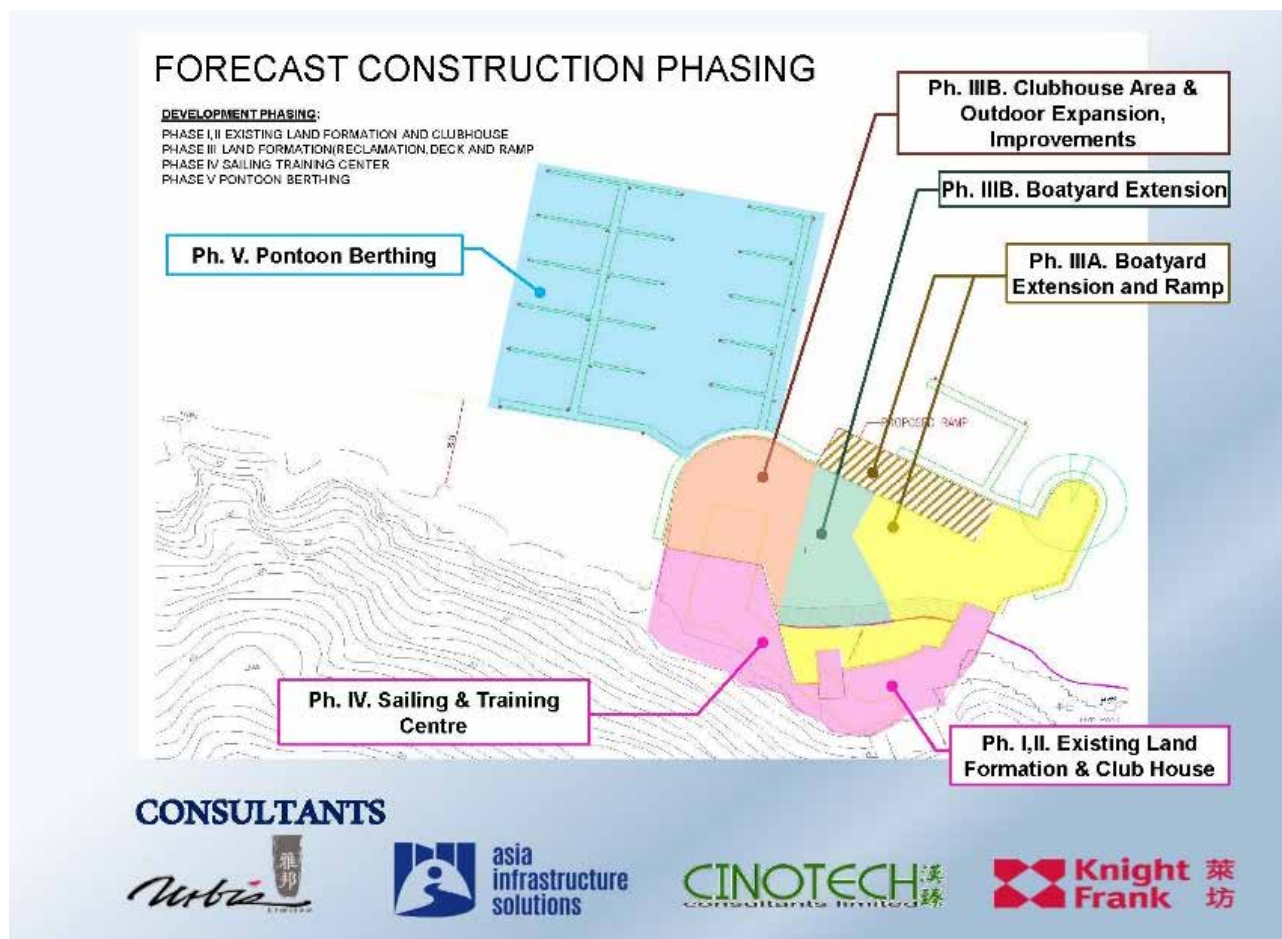 FORECAST CONSTRUCTION PHASING
DEVELOPMENT PHASING:
PHASE I,II EXISTING LAND FORMATION AND CLUBHOUSE
PHASE III LAND FORMATION(RECLAMATION,DECK AND RAMP
PHASE IV SAILING TRAINING CENTER
PHASE V PONTOON BERTHING
Ph. IIIB. Clubhouse Area &
Outdoor Expansion,
Improvements
Ph. IIIB. Boatyard Extension
Ph. IIIA. Boatyard
Extension and Ramp
Ph. V. Pontoon Berthing
PROPOSED RAMP
Ph. IV. Sailing & Training
Centre
Ph. I,II. Existing Land
Formation & Club House
CONSULTANTS
urbis
雅邦
LIMITED
asia
infrastructure
solutions
CINOTECH 漢臻
consultants limited
Knight 萊
Frank 坊